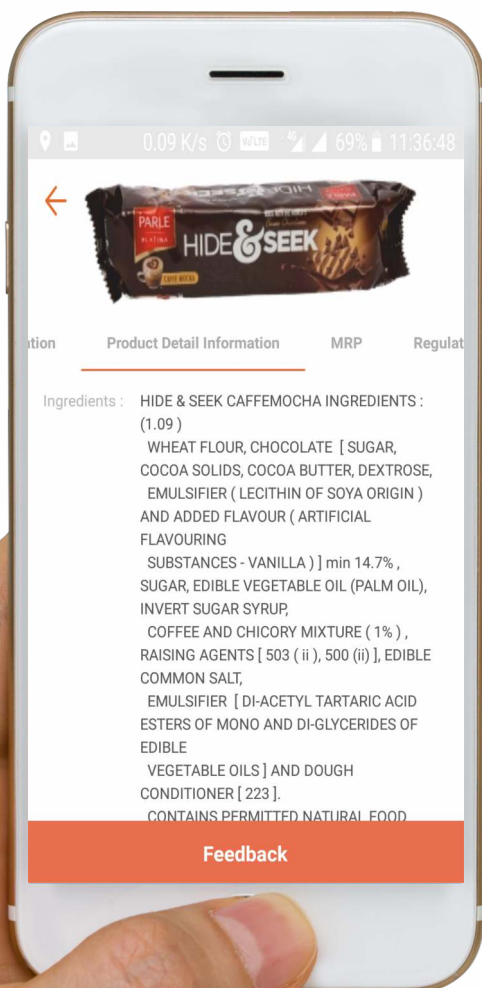 0.09 K/s VoLTE 4G 69% 11:36:48
HIDE & SEEK
PARLE
PLATINA
HIDE & SEEK
CAFFE MOCHA
ation Product Detail Information MRP Regulat
Ingredients : HIDE & SEEK CAFFEMOCHA INGREDIENTS :
(1.09 )
WHEAT FLOUR, CHOCOLATE [ SUGAR,
COCOA SOLIDS, COCOA BUTTER, DEXTROSE,
EMULSIFIER ( LECITHIN OF SOYA ORIGIN )
AND ADDED FLAVOUR ( ARTIFICIAL
FLAVOURING
SUBSTANCES - VANILLA ) ] min 14.7% ,
SUGAR, EDIBLE VEGETABLE OIL (PALM OIL),
INVERT SUGAR SYRUP,
COFFEE AND CHICORY MIXTURE ( 1% ) ,
RAISING AGENTS [ 503 ( ii ), 500 (ii) ], EDIBLE
COMMON SALT,
EMULSIFIER [ DI-ACETYL TARTARIC ACID
ESTERS OF MONO AND DI-GLYCERIDES OF
EDIBLE
VEGETABLE OILS ] AND DOUGH
CONDITIONER [ 223 ].
CONTAINS PERMITTED NATURAL FOOD
Feedback